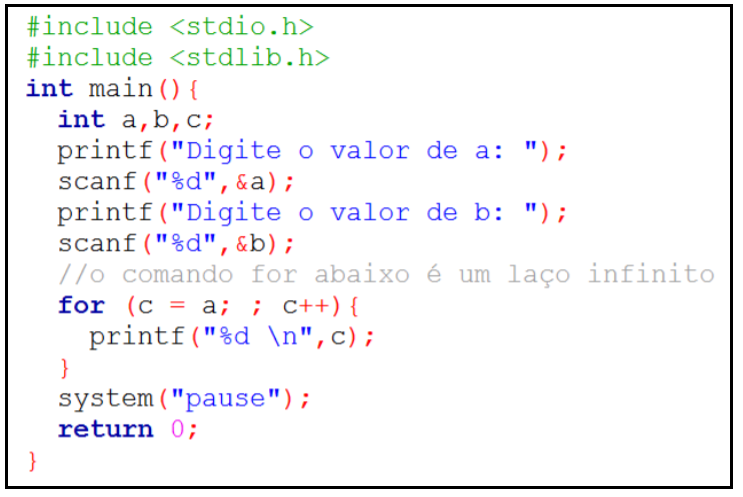 #include <stdio.h>
#include <stdlib.h>
int main(){
  int a,b,c;
  printf("Digite o valor de a: ");
  scanf("%d",&a);
  printf("Digite o valor de b: ");
  scanf("%d",&b);
  //o comando for abaixo é um laço infinito
  for (c = a; ; c++){
    printf("%d \n",c);
  }
  system("pause");
  return 0;
}